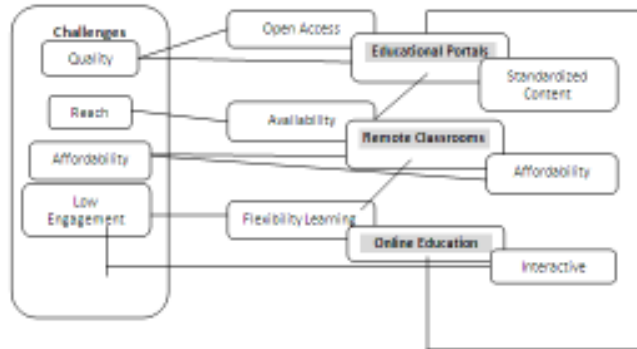 Challenges
Quality
Reach
Affordability
Low
Engagement
Open Access
Educational Portals
Standardized
Content
Availability
Remote Classrooms
Affordability
Flexibility Learning
Online Education
Interactive